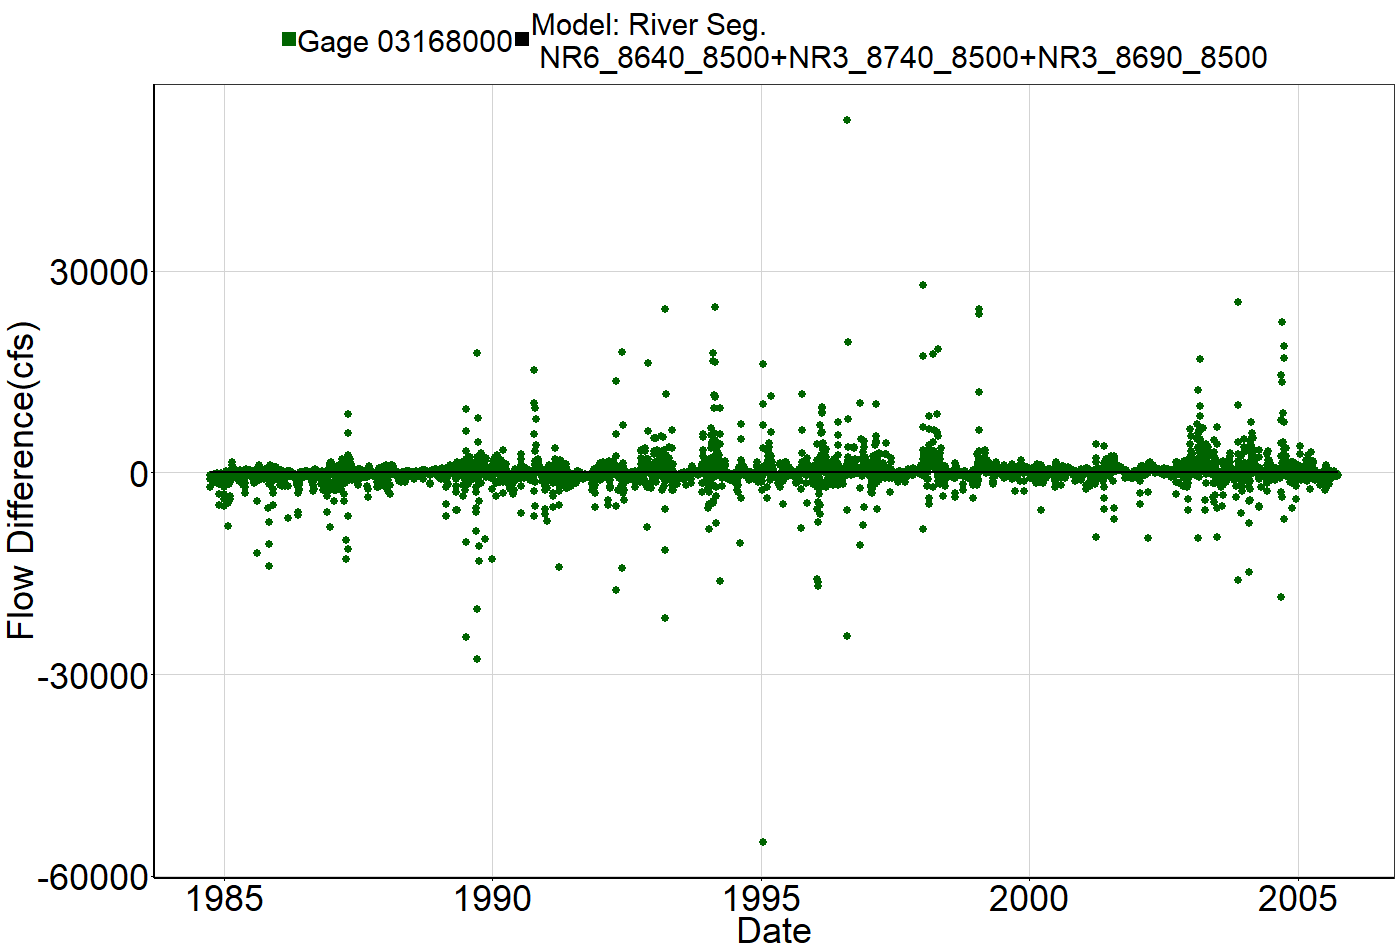 Model: River Seg.
Gage 03168000
NR6_8640_8500+NR3_8740_8500+NR3_8690_8500
30000
0
-30000
-60000
Flow Difference(cfs)
1985 1990 1995 2000 2005
Date